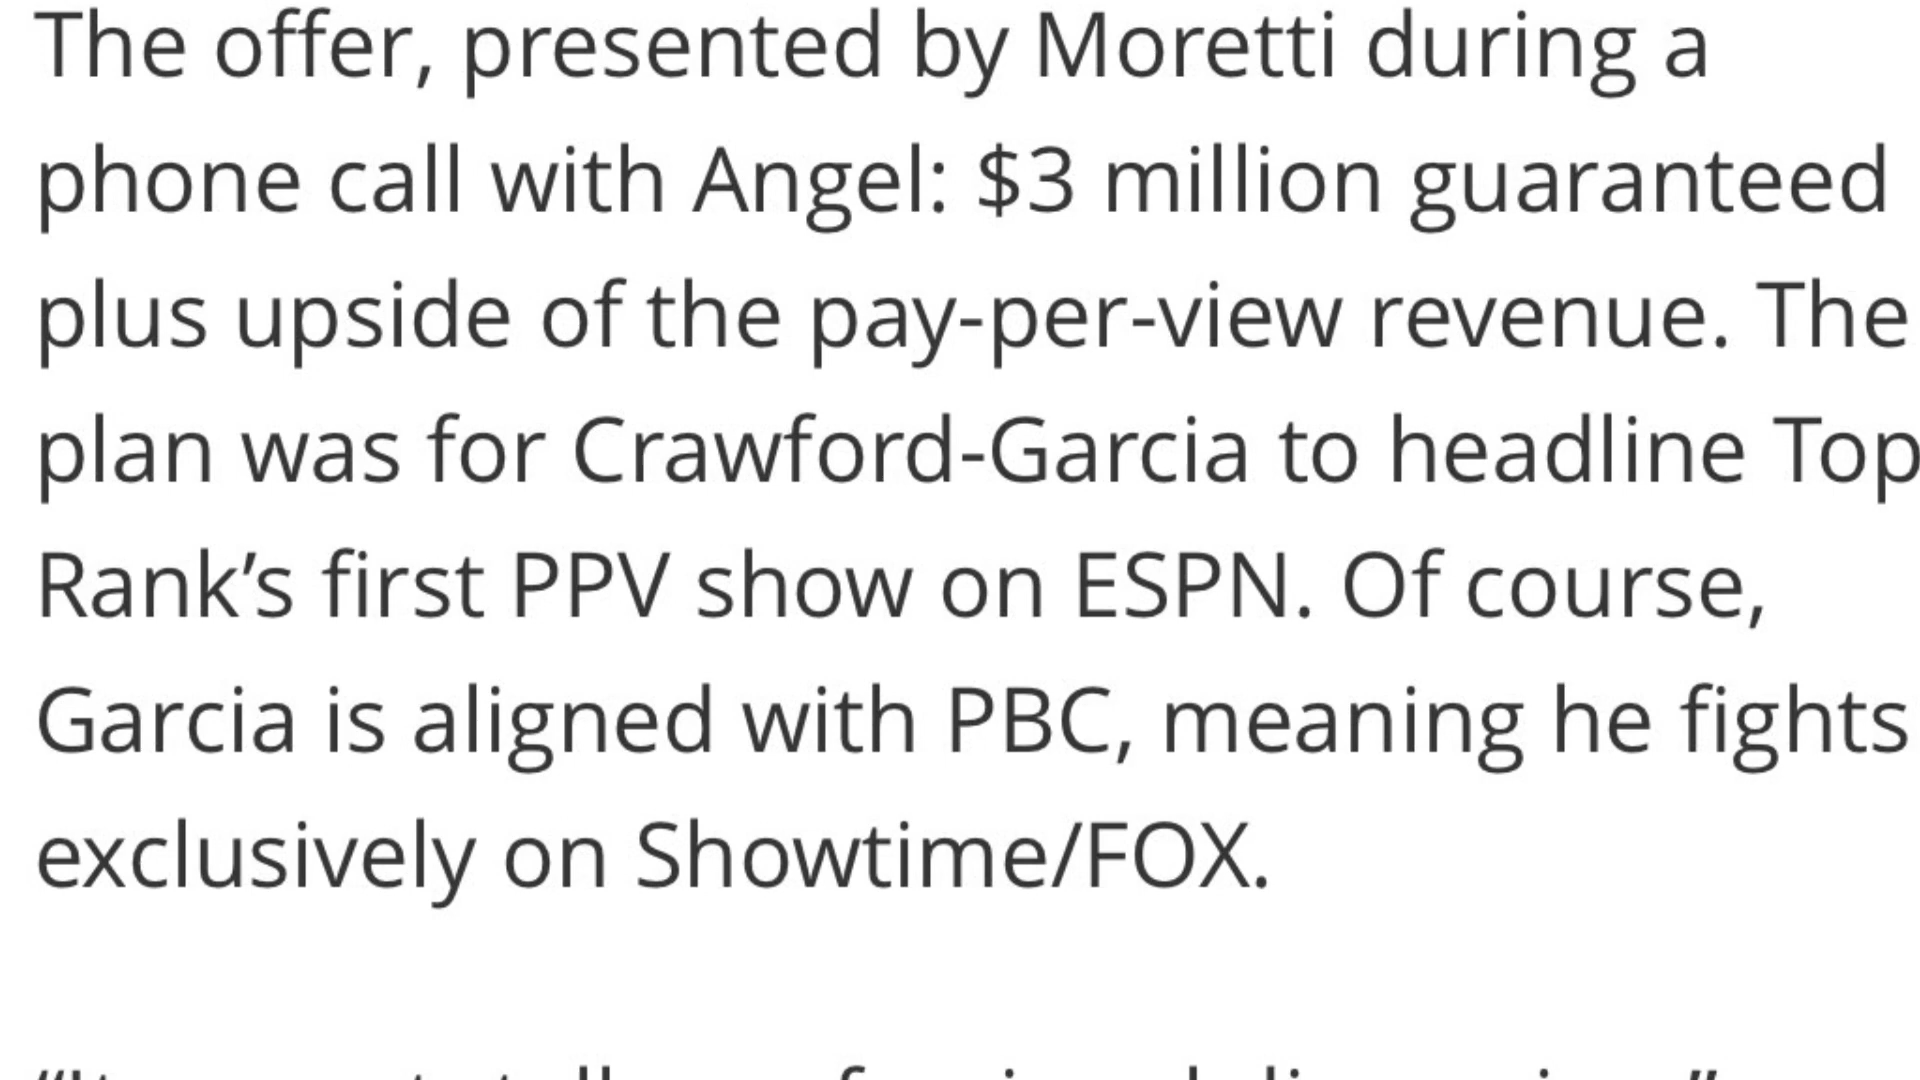 The offer, presented by Moretti during a
phone call with Angel: $3 million guaranteed
plus upside of the pay-per-view revenue. The
plan was for Crawford-Garcia to headline Top
Rank’s first PPV show on ESPN. Of course,
Garcia is aligned with PBC, meaning he fights
exclusively on Showtime/FOX.